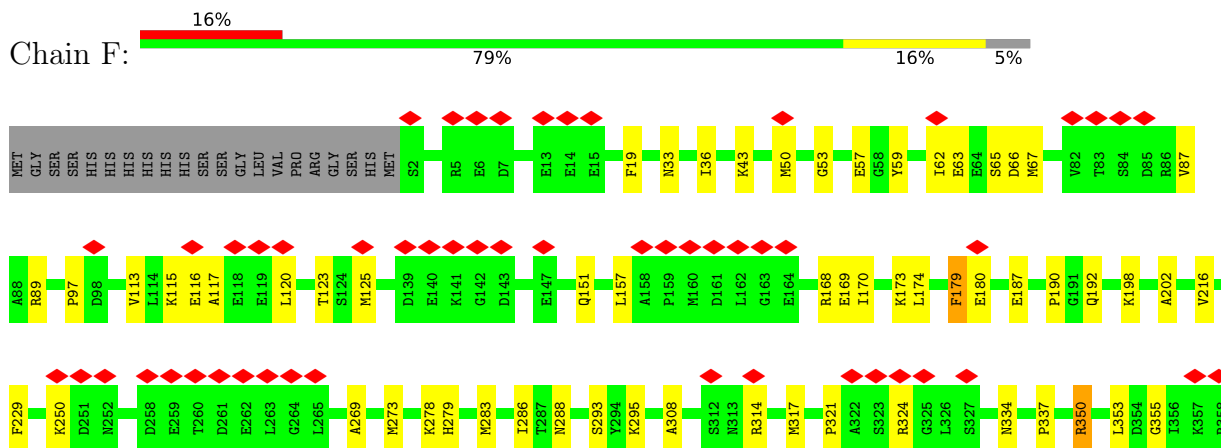 16%
Chain F:
79% 16% 5%
MET GLY SER SER HIS HIS HIS HIS HIS HIS SER SER GLY LEU VAL PRO ARG GLY SER HIS MET S2 R5 E6 D7 E13 E14 E15 F19 N33 I36 K43 M50 G53 E57 G58 Y59 I62 E63 E64 S65 D66 M67 V82 T83 S84 D85 R86 V87
A88 R89 P97 D98 V113 L114 K115 E116 A117 E118 E119 L120 T123 S124 M125 D139 E140 K141 G142 D143 E147 Q151 L157 A158 P159 M160 D161 L162 G163 E164 R168 E169 I170 K173 L174 F179 E180 E187 P190 G191 Q192 K198 A202 V216
F229 K250 D251 N252 D258 E259 T260 D261 E262 L263 G264 L265 A269 M273 K278 H279 M283 I286 T287 N288 S293 Y294 K295 A308 S312 N313 R314 M317 P321 A322 S323 R324 G325 L326 S327 N334 P337 R350 L353 D354 G355 I356 K357